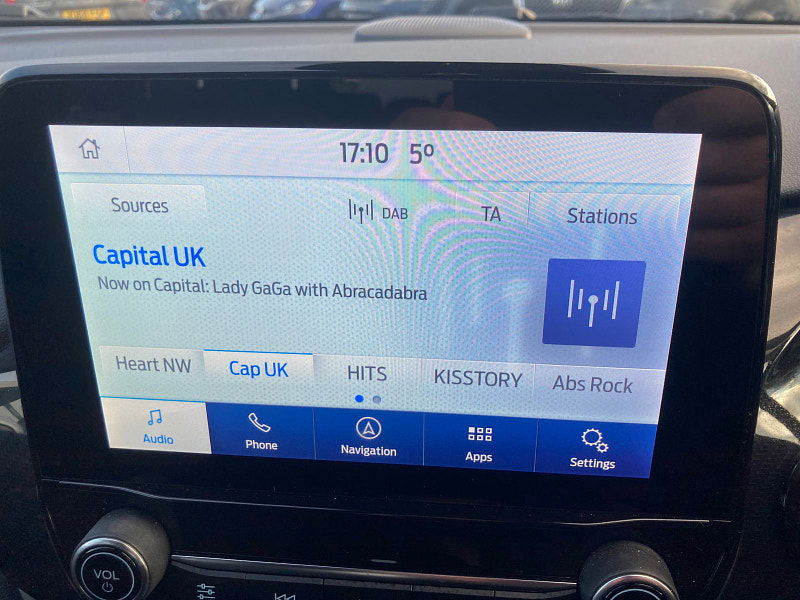 17:10 5º
Sources DAB TA Stations
Capital UK
Now on Capital: Lady GaGa with Abracadabra
Heart NW Cap UK HITS KISSTORY Abs Rock
Audio Phone Navigation Apps Settings
VOL